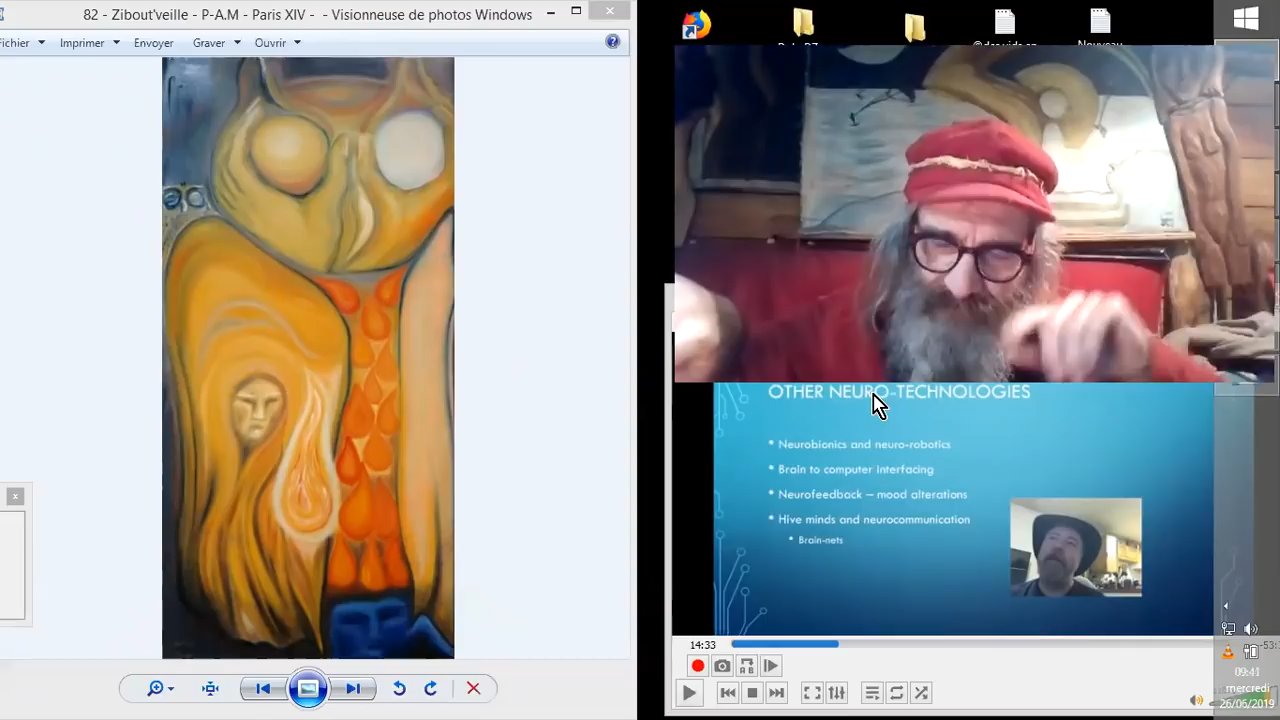 82 _ Zibout'veille - D-A.M - Paris XIV _ - Visionneuse de photos Windows
Fichier Imprimer Envoyer Graver Ouvrir
OTHER NEURO-TECHNOLOGIES
* Neurobionics and neuro-robotics
* Brain to computer interfacing
* Neurofeedback – mood alterations
* Hive minds and neurocommunication
* Brain-nets
14:33
09:41
mercredi
26/06/2019